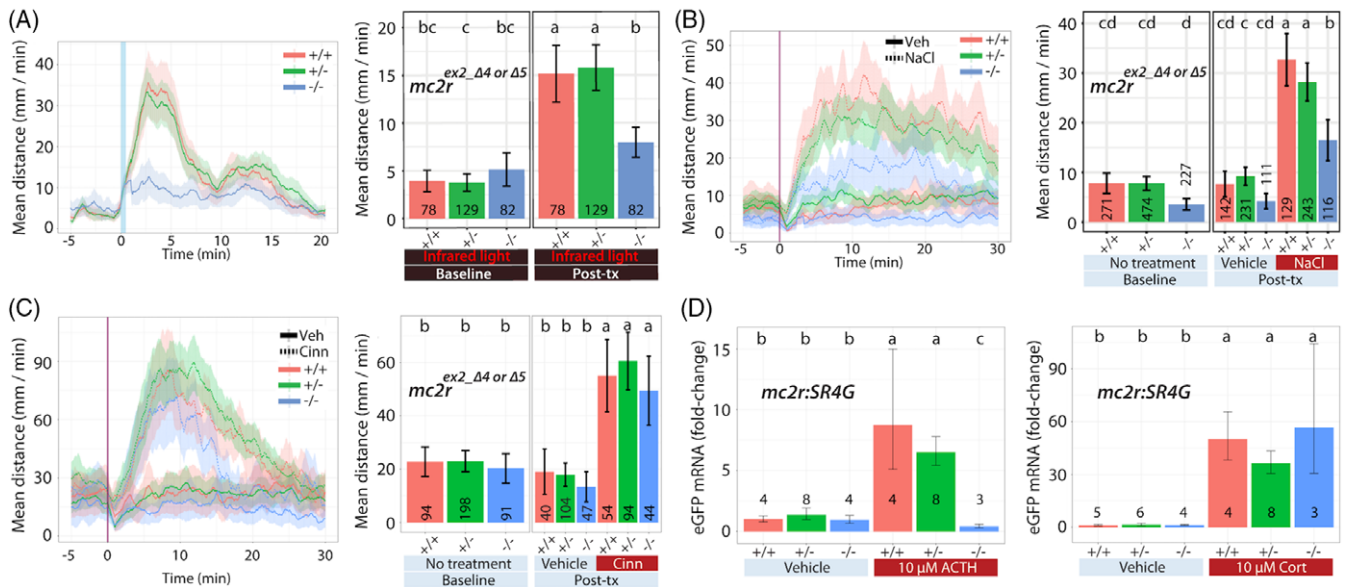 (A)
Mean distance (mm / min)
40
30
20
10
0
-5 0 5 10 15 20
Time (min)
+/+
+/-
-/-
Mean distance (mm / min)
20
15
10
5
0
bc c bc a a b
mc2r ex2_Δ4 or Δ5
78 129 82 78 129 82
+/+ +/- -/- +/+ +/- -/-
Infrared light Infrared light
Baseline Post-tx
(B)
Mean distance (mm / min)
50
40
30
20
10
0
-5 0 10 20 30
Time (min)
Veh
NaCl
+/+
+/-
-/-
Mean distance (mm / min)
40
30
20
10
0
cd cd d cd c cd a a b
mc2r ex2_Δ4 or Δ5
271 474 227 142 231 111 129 243 116
+/+ +/- -/- +/+ +/- -/- +/+ +/- -/-
No treatment Vehicle NaCl
Baseline Post-tx
(C)
Mean distance (mm / min)
90
60
30
0
-5 0 10 20 30
Time (min)
Veh
Cinn
+/+
+/-
-/-
Mean distance (mm / min)
80
60
40
20
0
b b b b b b a a a
mc2r ex2_Δ4 or Δ5
94 198 91 40 104 47 54 94 44
+/+ +/- -/- +/+ +/- -/- +/+ +/- -/-
No treatment Vehicle Cinn
Baseline Post-tx
(D)
eGFP mRNA (fold-change)
15
10
5
0
b b b a a c
mc2r:SR4G
4 8 4 4 8 3
+/+ +/- -/- +/+ +/- -/-
Vehicle 10 µM ACTH
eGFP mRNA (fold-change)
90
60
30
0
b b b a a a
mc2r:SR4G
5 6 4 4 8 3
+/+ +/- -/- +/+ +/- -/-
Vehicle 10 µM Cort